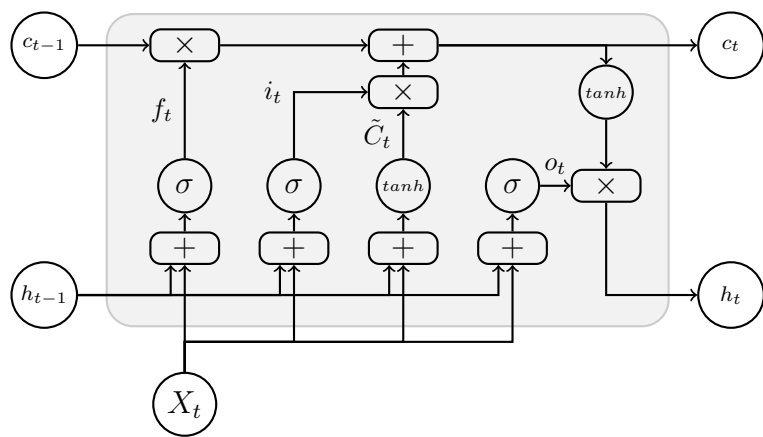 c_{t-1} × + c_t
i_t × tanh
f_t C̃_t
σ σ tanh σ o_t ×
+ + + +
h_{t-1} h_t
X_t